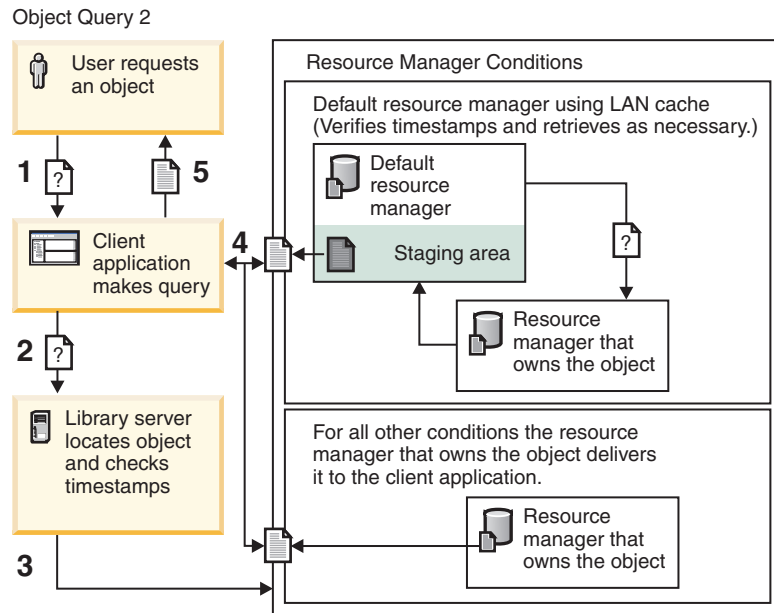 Object Query 2
User requests
an object
1
?
5
Client
application
makes query
4
2
?
Library server
locates object
and checks
timestamps
3
Resource Manager Conditions
Default resource manager using LAN cache
(Verifies timestamps and retrieves as necessary.)
Default
resource
manager
Staging area
?
Resource
manager that
owns the object
For all other conditions the resource
manager that owns the object delivers
it to the client application.
Resource
manager that
owns the object